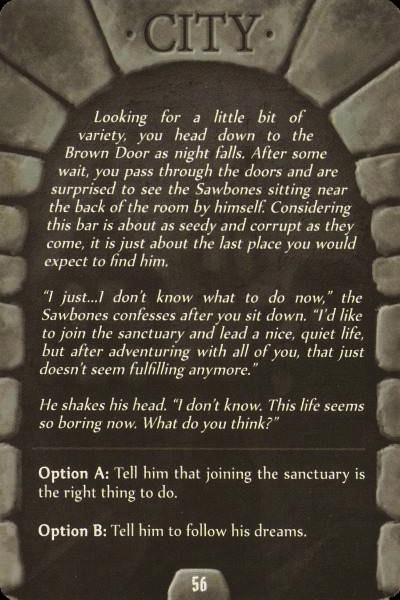 ·CITY·
Looking for a little bit of
variety, you head down to the
Brown Door as night falls. After some
wait, you pass through the doors and are
surprised to see the Sawbones sitting near
the back of the room by himself. Considering
this bar is about as seedy and corrupt as they
come, it is just about the last place you would
expect to find him.
“I just...I don’t know what to do now,” the
Sawbones confesses after you sit down. “I’d like
to join the sanctuary and lead a nice, quiet life,
but after adventuring with all of you, that just
doesn’t seem fulfilling anymore.”
He shakes his head. “I don’t know. This life seems
so boring now. What do you think?”
Option A: Tell him that joining the sanctuary is
the right thing to do.
Option B: Tell him to follow his dreams.
56